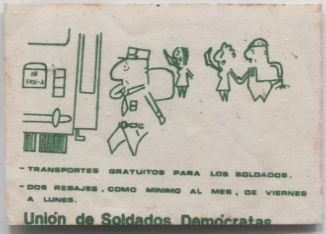 - TRANSPORTES GRATUITOS PARA LOS SOLDADOS.
- DOS REBAJES, COMO MINIMO AL MES, DE VIERNES
A LUNES.
Unión de Soldados Demócratas